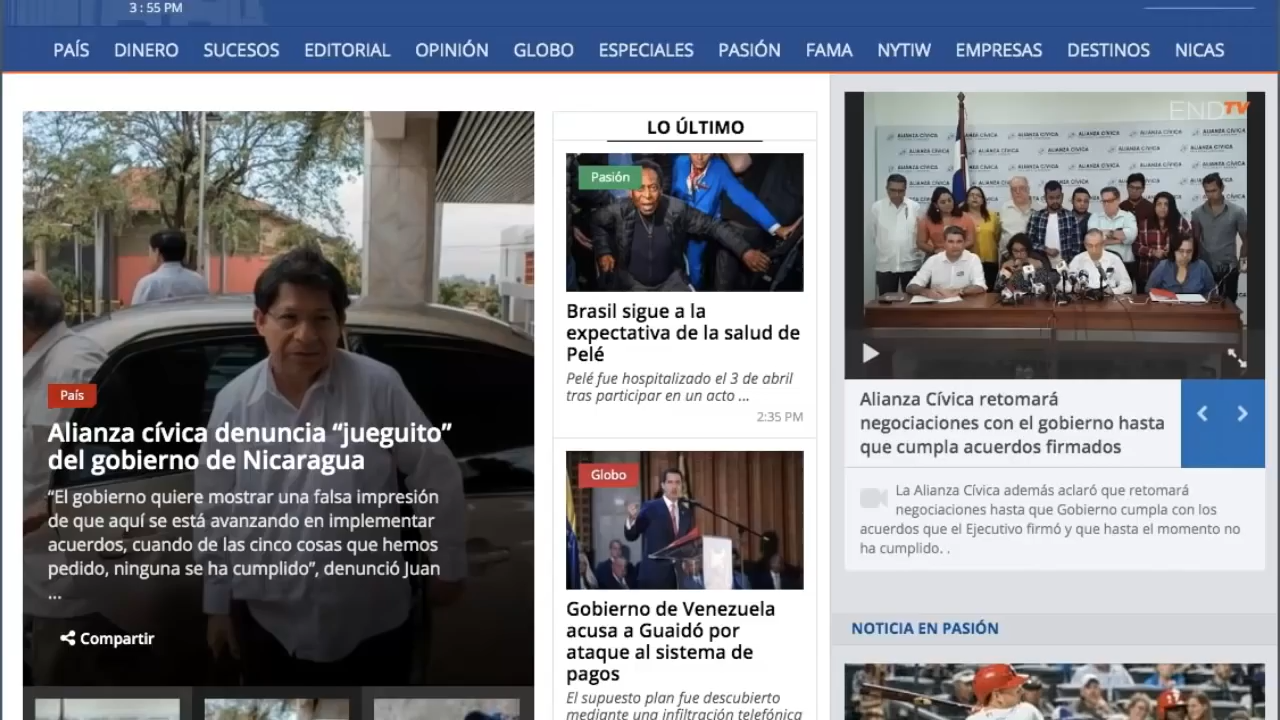 3 : 55 PM
PAÍS DINERO SUCESOS EDITORIAL OPINIÓN GLOBO ESPECIALES PASIÓN FAMA NYTIW EMPRESAS DESTINOS NICAS
País
Alianza cívica denuncia “jueguito”
del gobierno de Nicaragua
“El gobierno quiere mostrar una falsa impresión
de que aquí se está avanzando en implementar
acuerdos, cuando de las cinco cosas que hemos
pedido, ninguna se ha cumplido”, denunció Juan
...
Compartir
LO ÚLTIMO
Pasión
Brasil sigue a la
expectativa de la salud de
Pelé
Pelé fue hospitalizado el 3 de abril
tras participar en un acto ...
2:35 PM
Globo
Gobierno de Venezuela
acusa a Guaidó por
ataque al sistema de
pagos
El supuesto plan fue descubierto
mediante una infiltración telefónica
ENDTV
ALIANZA CÍVICA
Alianza Cívica retomará
negociaciones con el gobierno hasta
que cumpla acuerdos firmados
La Alianza Cívica además aclaró que retomará
negociaciones hasta que Gobierno cumpla con los
acuerdos que el Ejecutivo firmó y que hasta el momento no
ha cumplido. .
NOTICIA EN PASIÓN